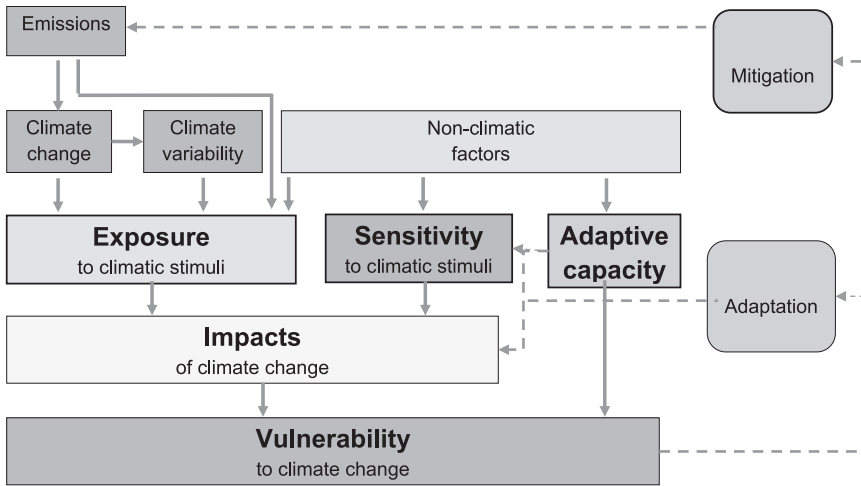 Emissions
Mitigation
Climate
change
Climate
variability
Non-climatic
factors
Exposure
to climatic stimuli
Sensitivity
to climatic stimuli
Adaptive
capacity
Adaptation
Impacts
of climate change
Vulnerability
to climate change